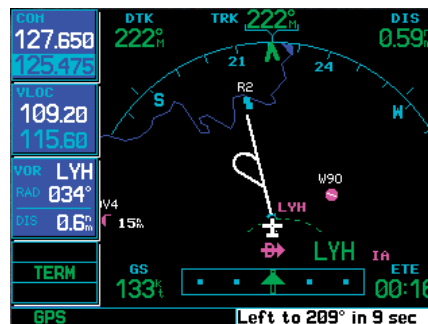 COM
127.650
125.475
VLOC
109.20
115.60
VOR LYH
RAD 034°
DIS 0.6nm
TERM
GPS
DTK
222°M
TRK 222°M
DIS
0.59
21
24
S
W
R2
W90
V4
15nm
LYH
D
LYH
IA
GS
133kt
ETE
00:16
Left to 209° in 9 sec